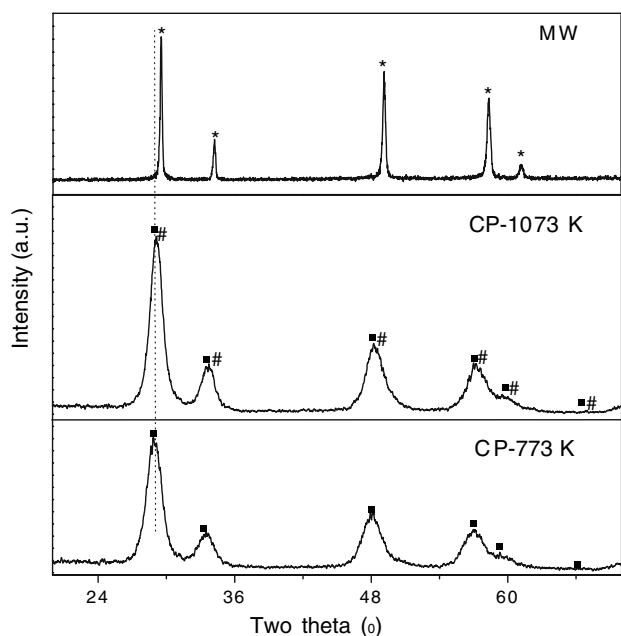 MW
*
*
*
*
*
CP-1073 K
■#
■#
■#
■#
■#
■#
CP-773 K
■
■
■
■
■
■
Intensity (a.u.)
24 36 48 60
Two theta (0)